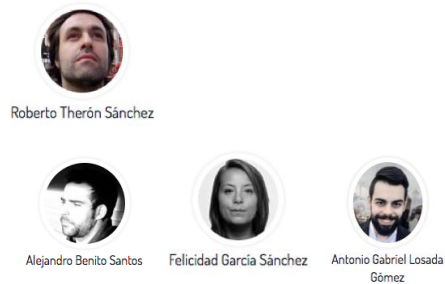 Roberto Therón Sánchez
Alejandro Benito Santos
Felicidad García Sánchez
Antonio Gabriel Losada
Gómez